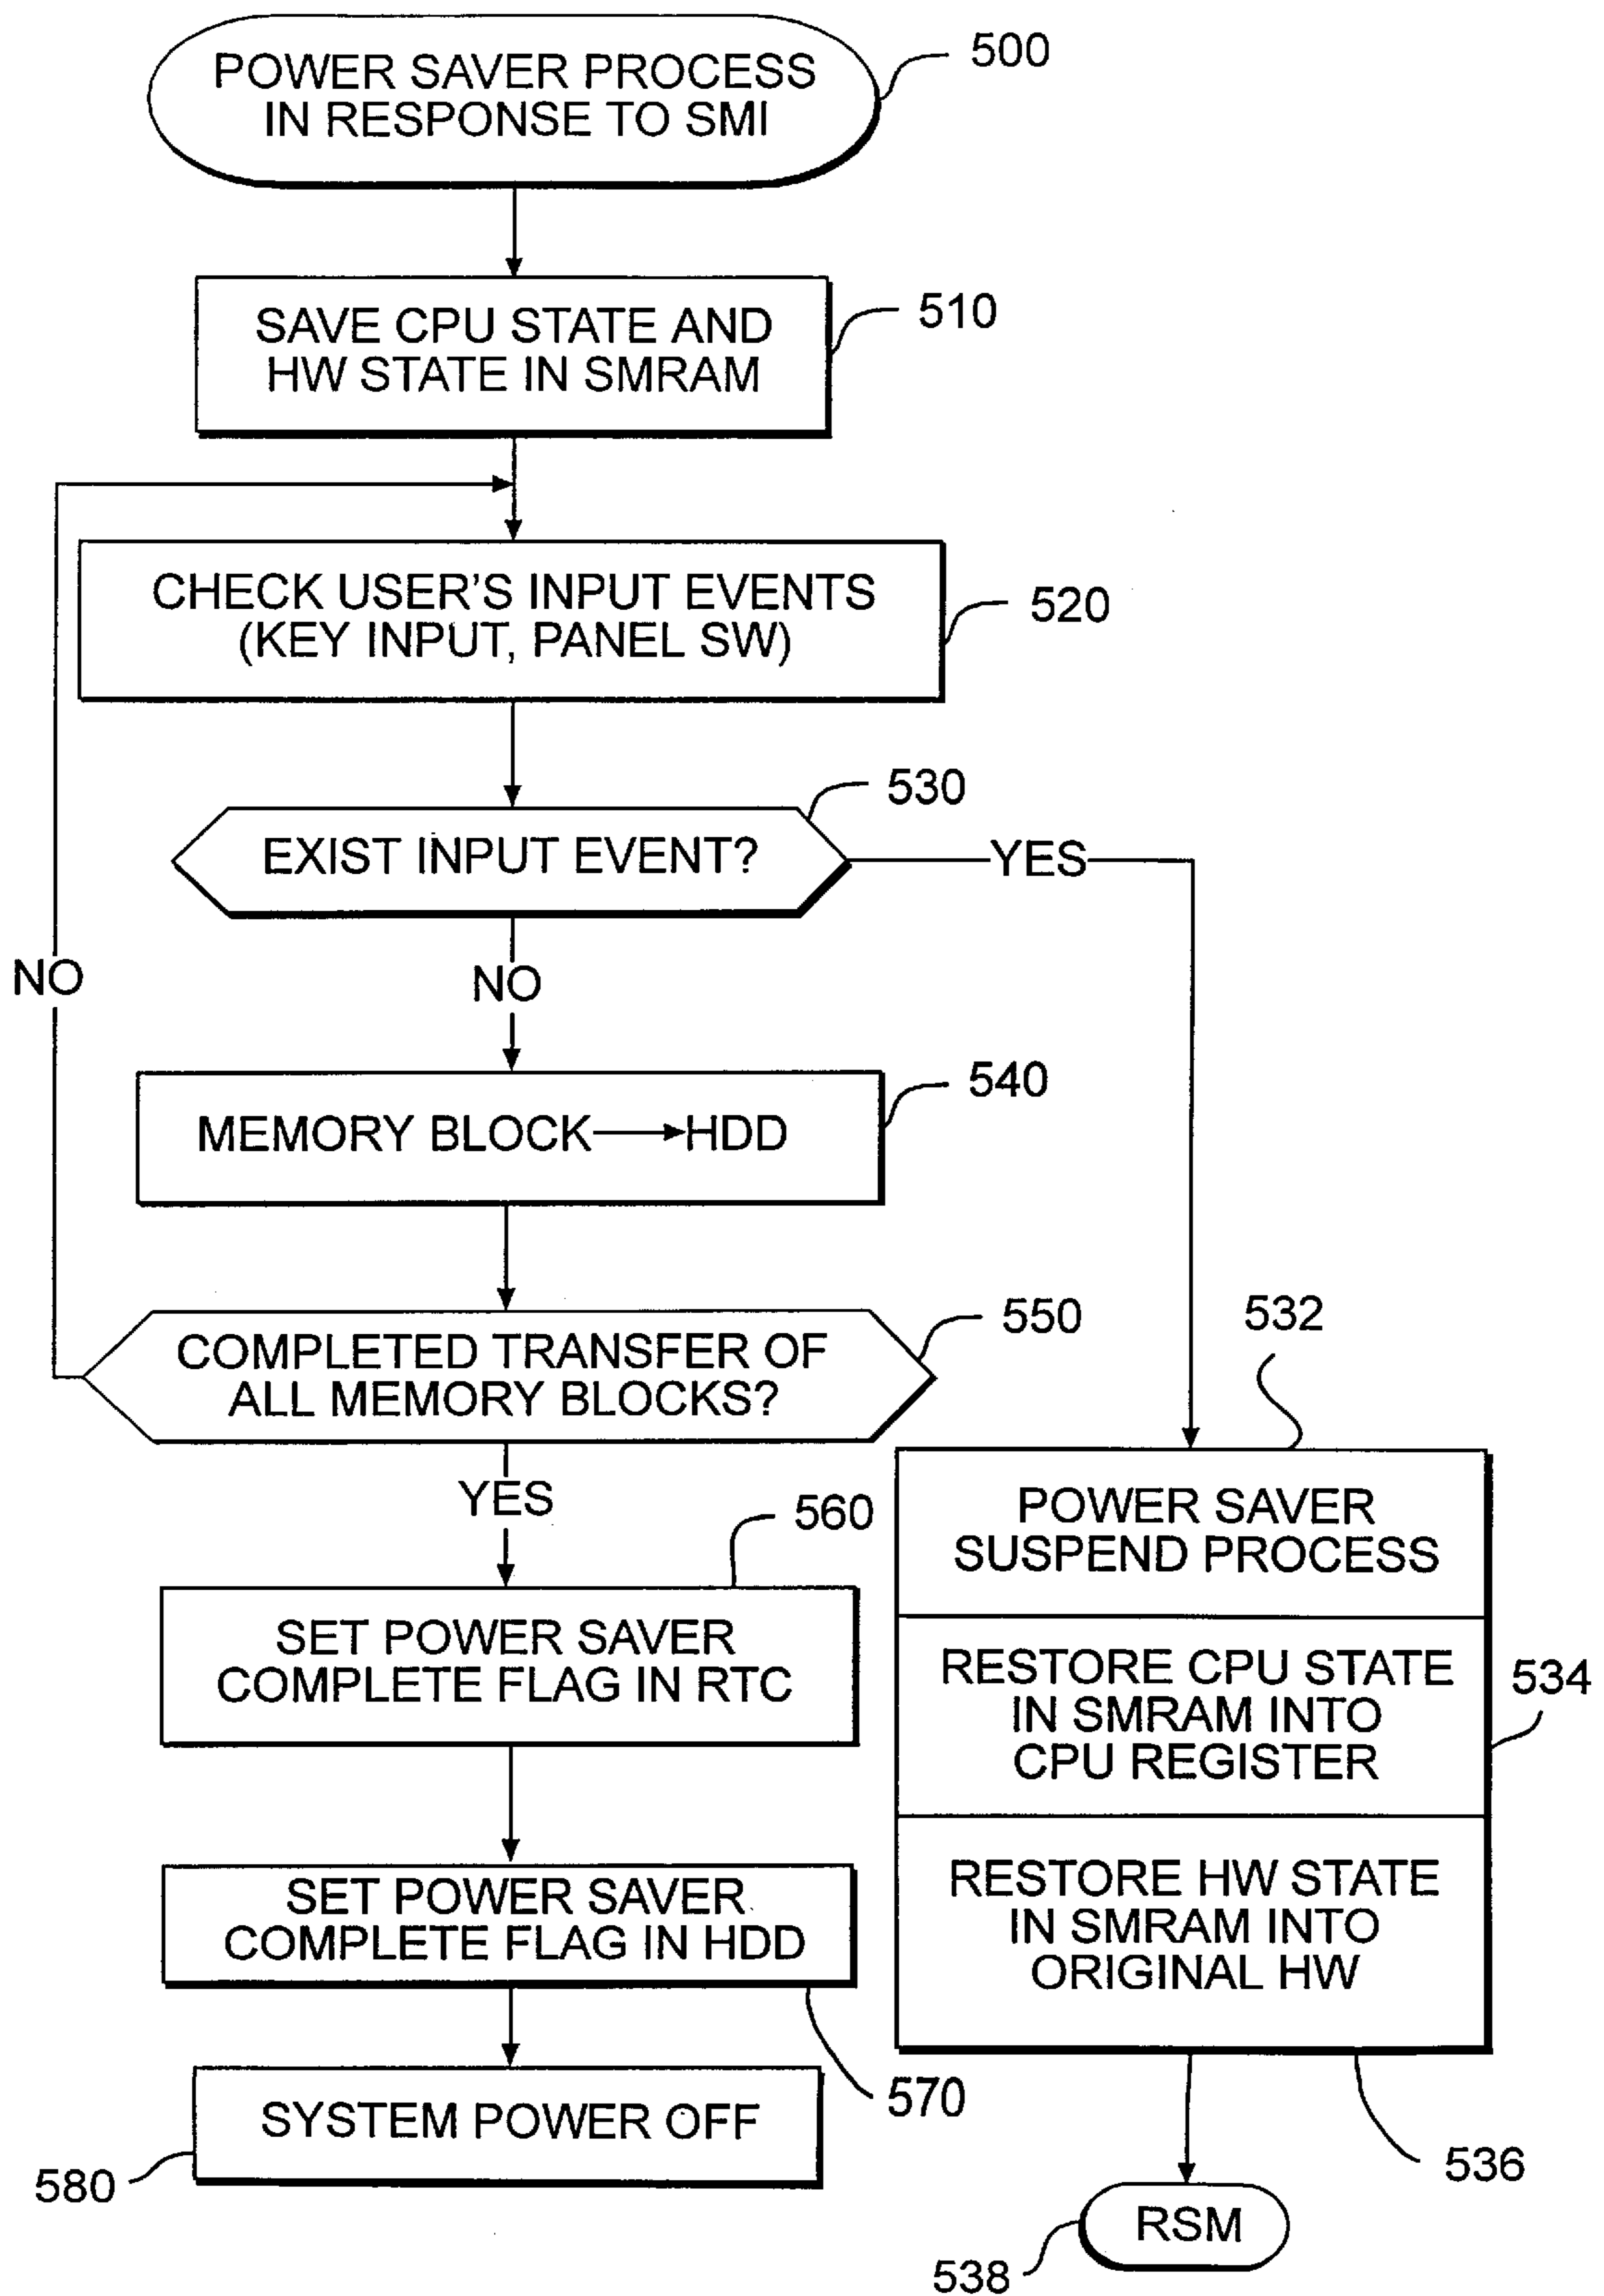 POWER SAVER PROCESS
IN RESPONSE TO SMI
500
SAVE CPU STATE AND
HW STATE IN SMRAM
510
CHECK USER'S INPUT EVENTS
(KEY INPUT, PANEL SW)
520
530
EXIST INPUT EVENT?
YES
NO
NO
540
MEMORY BLOCK→HDD
550
COMPLETED TRANSFER OF
ALL MEMORY BLOCKS?
532
YES
560
POWER SAVER
SUSPEND PROCESS
SET POWER SAVER
COMPLETE FLAG IN RTC
RESTORE CPU STATE
IN SMRAM INTO
CPU REGISTER
534
SET POWER SAVER
COMPLETE FLAG IN HDD
570
RESTORE HW STATE
IN SMRAM INTO
ORIGINAL HW
536
SYSTEM POWER OFF
580
RSM
538